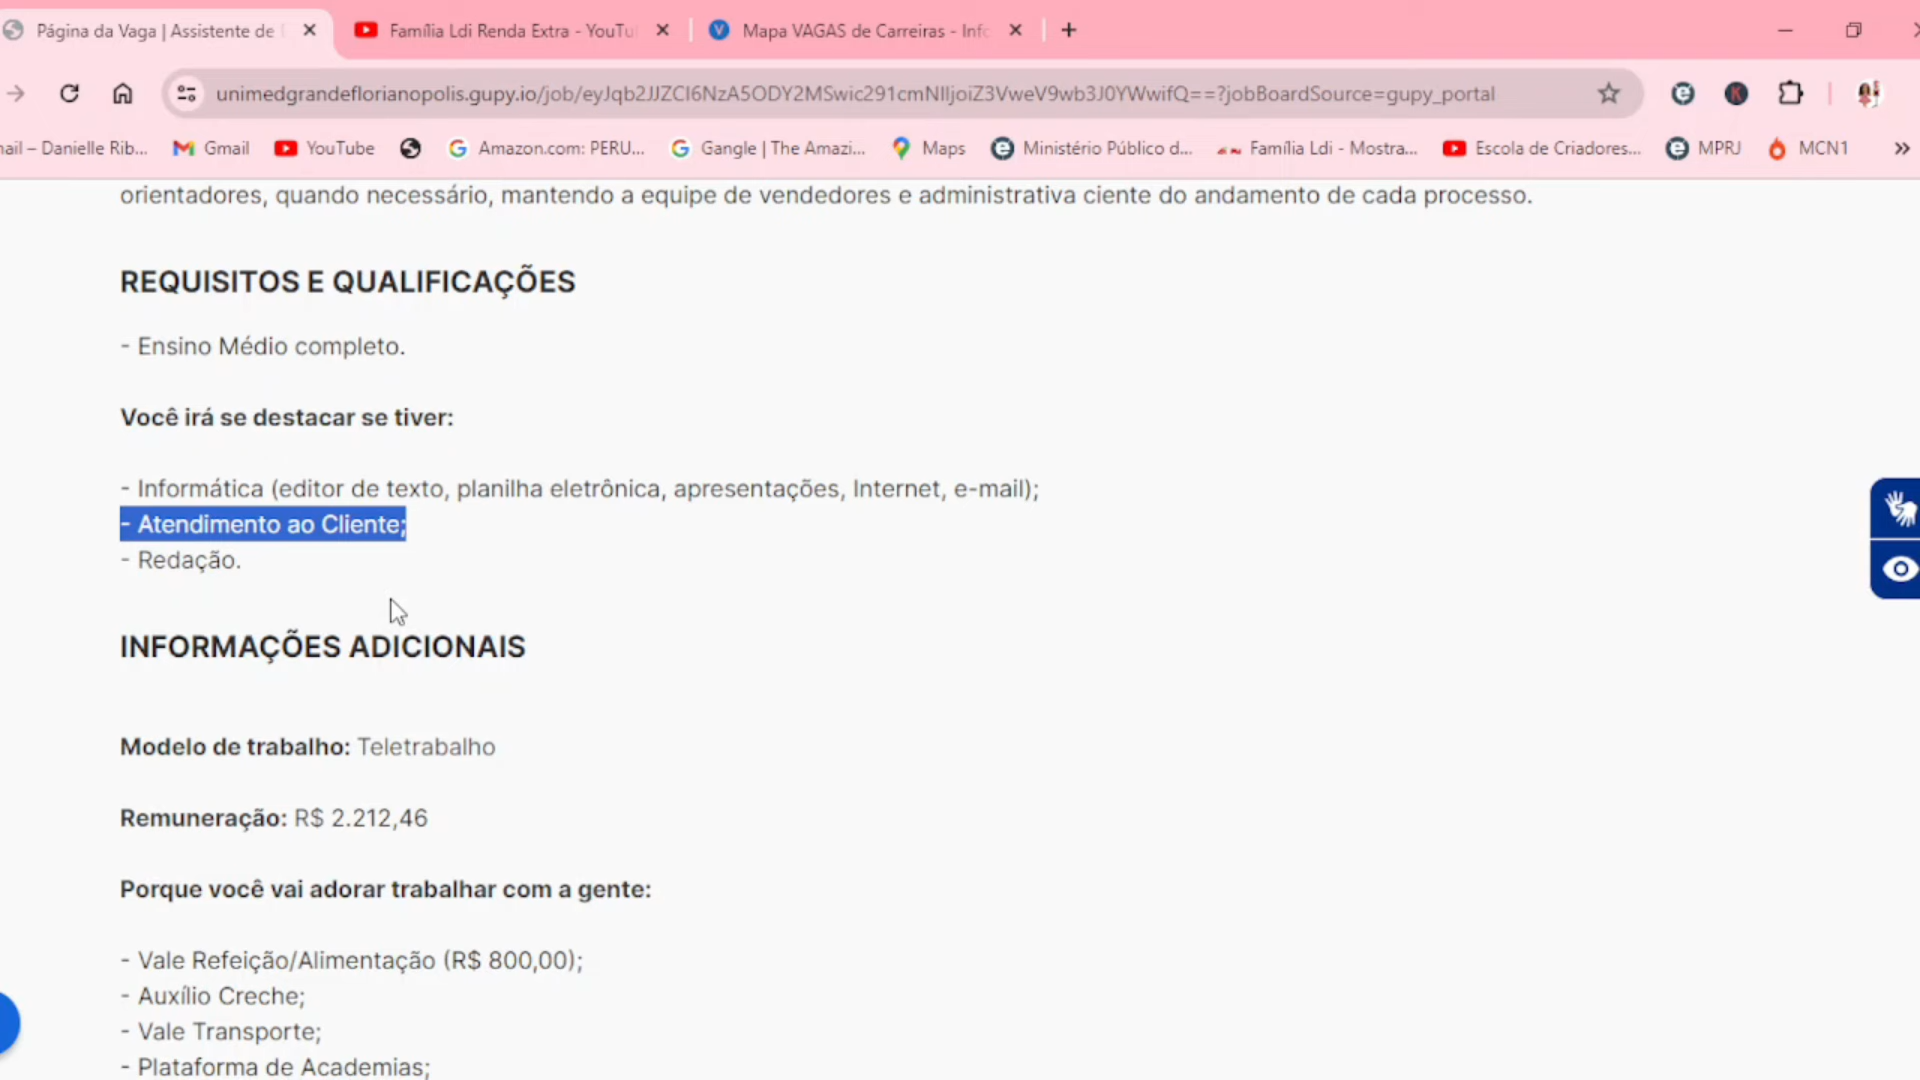 Página da Vaga | Assistente de
Família Ldi Renda Extra - YouTu
Mapa VAGAS de Carreiras - Info
unimedgrandeflorianopolis.gupy.io/job/eyJqb2JJZCI6NzA5ODY2MSwic291cmNlIjoiZ3VweV9wb3J0YWwifQ==?jobBoardSource=gupy_portal
nail – Danielle Rib...
Gmail
YouTube
Amazon.com: PERU...
Gangle | The Amazi...
Maps
Ministério Público d...
Família Ldi - Mostra...
Escola de Criadores...
MPRJ
MCN1
orientadores, quando necessário, mantendo a equipe de vendedores e administrativa ciente do andamento de cada processo.
REQUISITOS E QUALIFICAÇÕES
- Ensino Médio completo.
Você irá se destacar se tiver:
- Informática (editor de texto, planilha eletrônica, apresentações, Internet, e-mail);
- Atendimento ao Cliente;
- Redação.
INFORMAÇÕES ADICIONAIS
Modelo de trabalho: Teletrabalho
Remuneração: R$ 2.212,46
Porque você vai adorar trabalhar com a gente:
- Vale Refeição/Alimentação (R$ 800,00);
- Auxílio Creche;
- Vale Transporte;
- Plataforma de Academias;